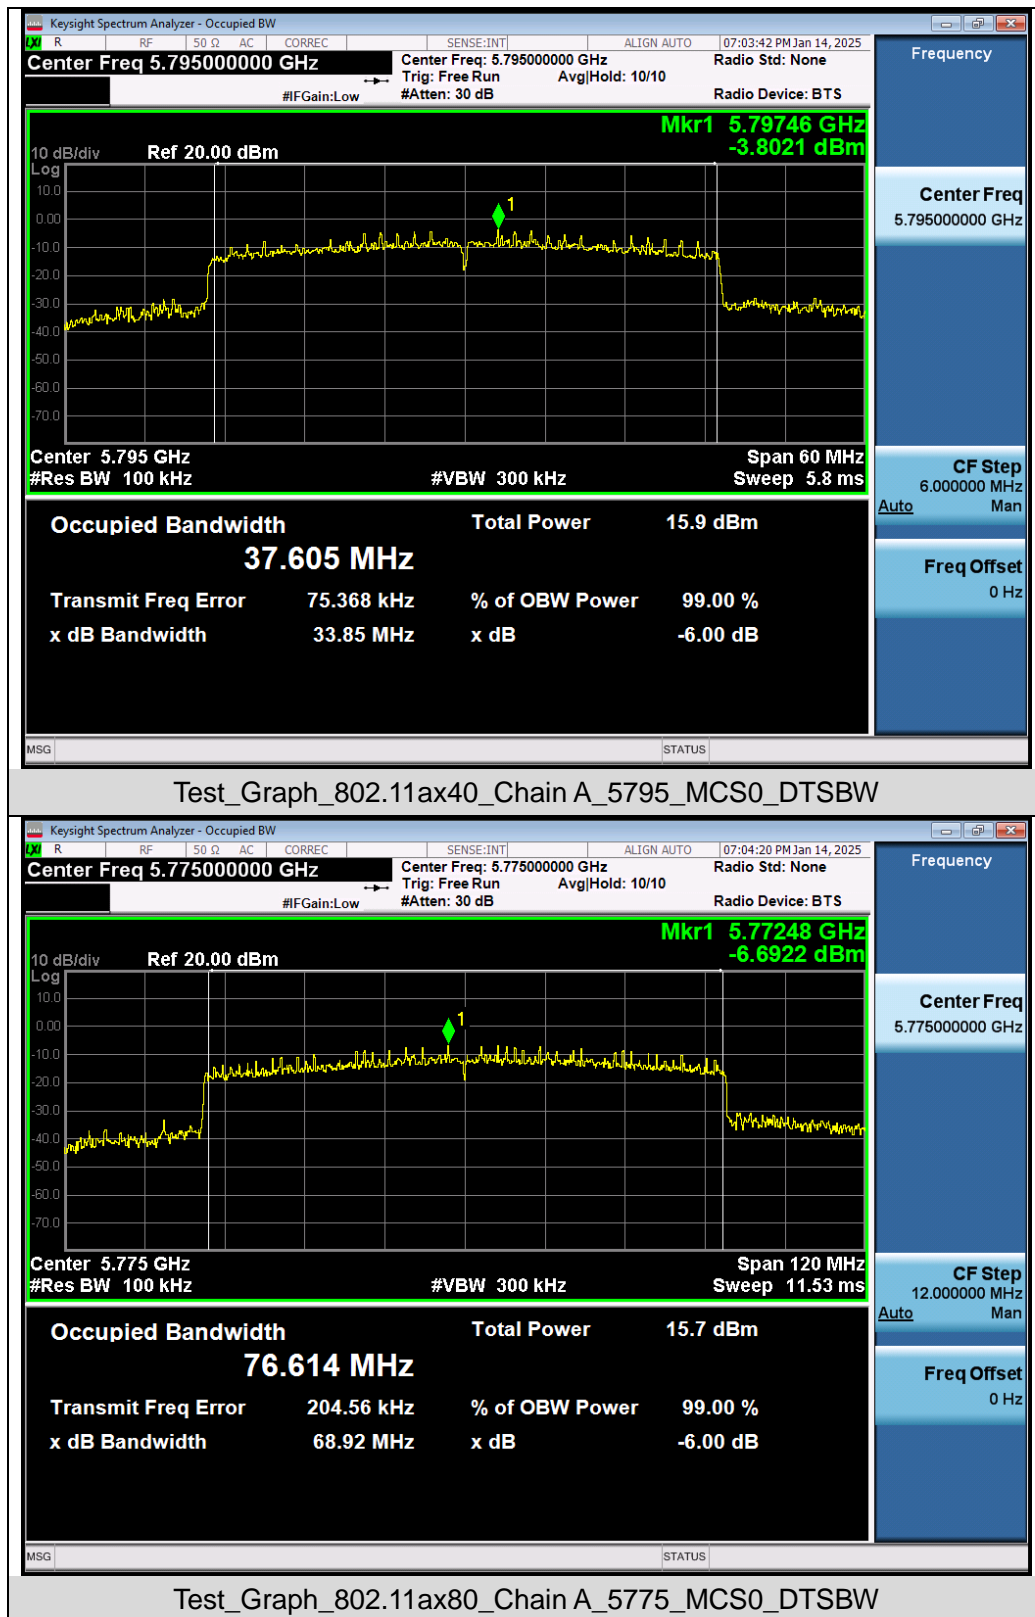 Keysight Spectrum Analyzer - Occupied BW
LXI R RF 50 Ω AC CORREC SENSE:INT ALIGN AUTO 07:03:42 PM Jan 14, 2025
Center Freq 5.795000000 GHz
Center Freq: 5.795000000 GHz Radio Std: None
Trig: Free Run Avg|Hold: 10/10
#IFGain:Low #Atten: 30 dB Radio Device: BTS
Frequency
Mkr1 5.79746 GHz
-3.8021 dBm
10 dB/div Ref 20.00 dBm
Log
10.0
0.00
-10.0
-20.0
-30.0
-40.0
-50.0
-60.0
-70.0
1
Center Freq
5.795000000 GHz
Center 5.795 GHz Span 60 MHz
#Res BW 100 kHz #VBW 300 kHz Sweep 5.8 ms
CF Step
6.000000 MHz
Auto Man
Freq Offset
0 Hz
Occupied Bandwidth Total Power 15.9 dBm
37.605 MHz
Transmit Freq Error 75.368 kHz % of OBW Power 99.00 %
x dB Bandwidth 33.85 MHz x dB -6.00 dB
MSG STATUS
Test_Graph_802.11ax40_Chain A_5795_MCS0_DTSBW
Keysight Spectrum Analyzer - Occupied BW
LXI R RF 50 Ω AC CORREC SENSE:INT ALIGN AUTO 07:04:20 PM Jan 14, 2025
Center Freq 5.775000000 GHz
Center Freq: 5.775000000 GHz Radio Std: None
Trig: Free Run Avg|Hold: 10/10
#IFGain:Low #Atten: 30 dB Radio Device: BTS
Frequency
Mkr1 5.77248 GHz
-6.6922 dBm
10 dB/div Ref 20.00 dBm
Log
10.0
0.00
-10.0
-20.0
-30.0
-40.0
-50.0
-60.0
-70.0
1
Center Freq
5.775000000 GHz
Center 5.775 GHz Span 120 MHz
#Res BW 100 kHz #VBW 300 kHz Sweep 11.53 ms
CF Step
12.000000 MHz
Auto Man
Freq Offset
0 Hz
Occupied Bandwidth Total Power 15.7 dBm
76.614 MHz
Transmit Freq Error 204.56 kHz % of OBW Power 99.00 %
x dB Bandwidth 68.92 MHz x dB -6.00 dB
MSG STATUS
Test_Graph_802.11ax80_Chain A_5775_MCS0_DTSBW